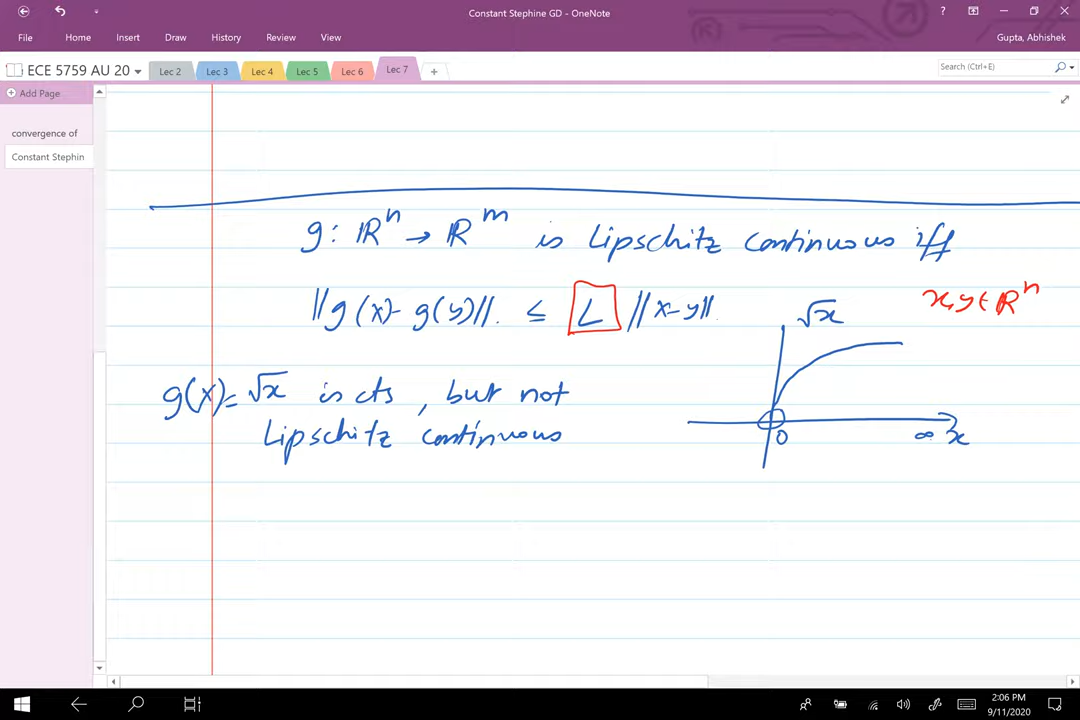 Constant Stephine GD - OneNote
File Home Insert Draw History Review View
Gupta, Abhishek
ECE 5759 AU 20
Lec 2 Lec 3 Lec 4 Lec 5 Lec 6 Lec 7
Search (Ctrl+E)
Add Page
convergence of
Constant Stephin
g: ℝⁿ → ℝᵐ is Lipschitz continuous iff
||g(x) - g(y)|| ≤ L ||x-y||.
x,y ∈ ℝⁿ
√x
g(x) = √x is cts, but not
Lipschitz continuous
0
∞ x
2:06 PM
9/11/2020